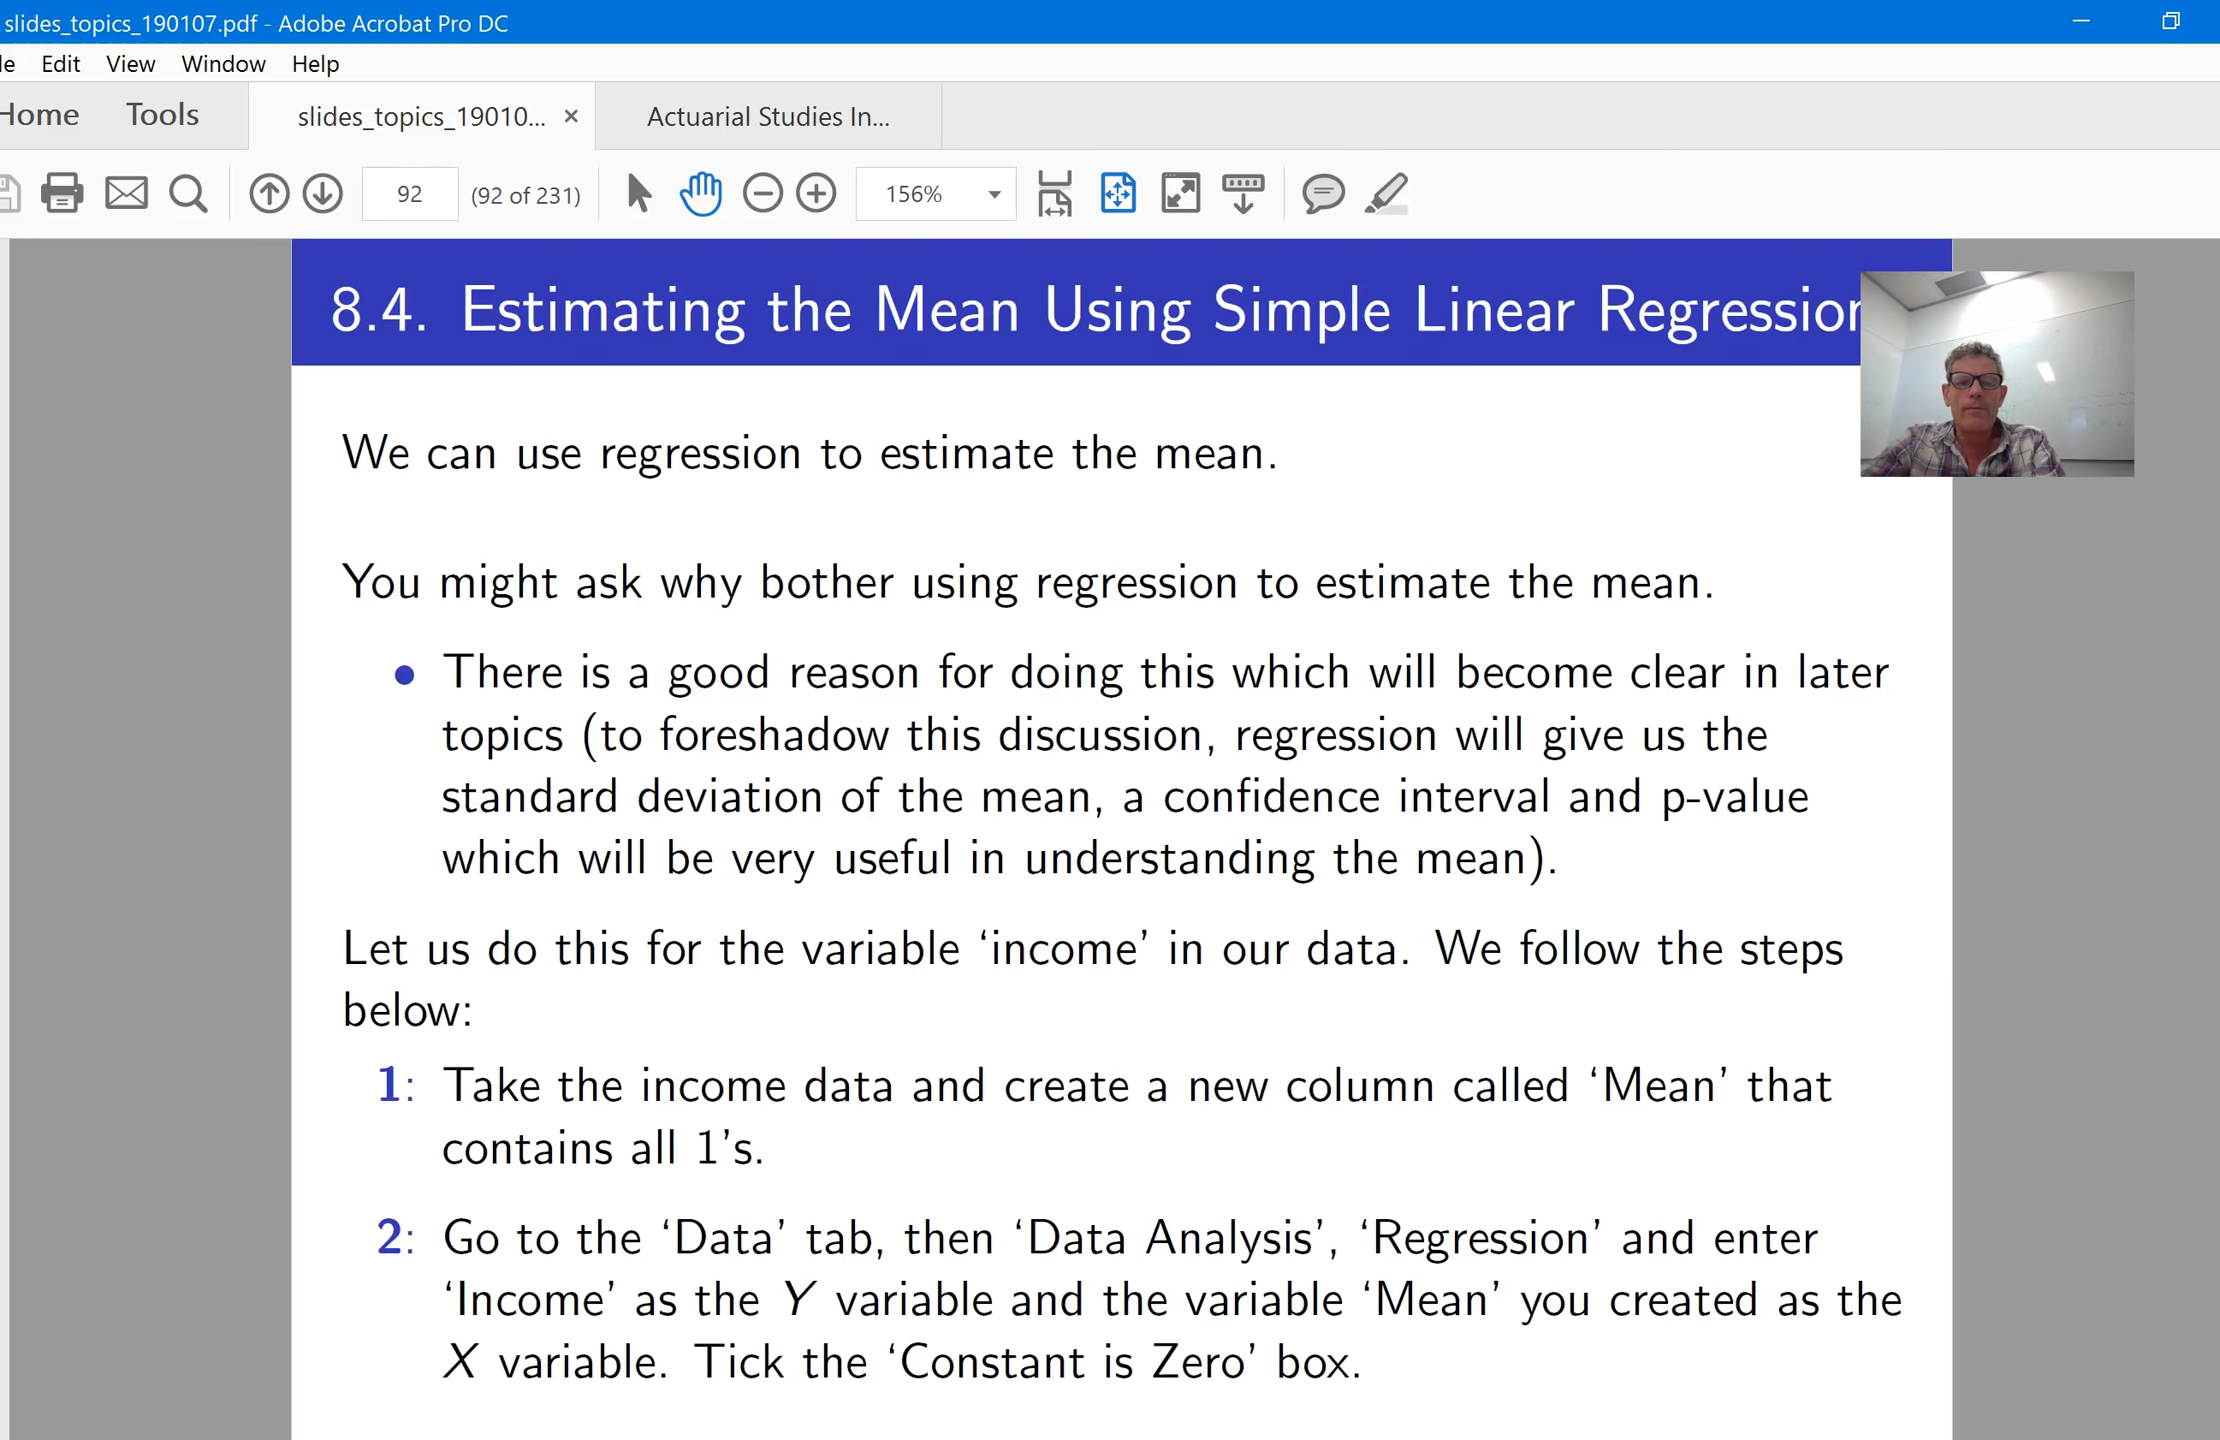 slides_topics_190107.pdf - Adobe Acrobat Pro DC
Edit View Window Help
Home Tools slides_topics_19010... × Actuarial Studies In...
92 (92 of 231) 156%
8.4. Estimating the Mean Using Simple Linear Regression
We can use regression to estimate the mean.
You might ask why bother using regression to estimate the mean.
• There is a good reason for doing this which will become clear in later
topics (to foreshadow this discussion, regression will give us the
standard deviation of the mean, a confidence interval and p-value
which will be very useful in understanding the mean).
Let us do this for the variable ‘income’ in our data. We follow the steps
below:
1: Take the income data and create a new column called ‘Mean’ that
contains all 1’s.
2: Go to the ‘Data’ tab, then ‘Data Analysis’, ‘Regression’ and enter
‘Income’ as the Y variable and the variable ‘Mean’ you created as the
X variable. Tick the ‘Constant is Zero’ box.